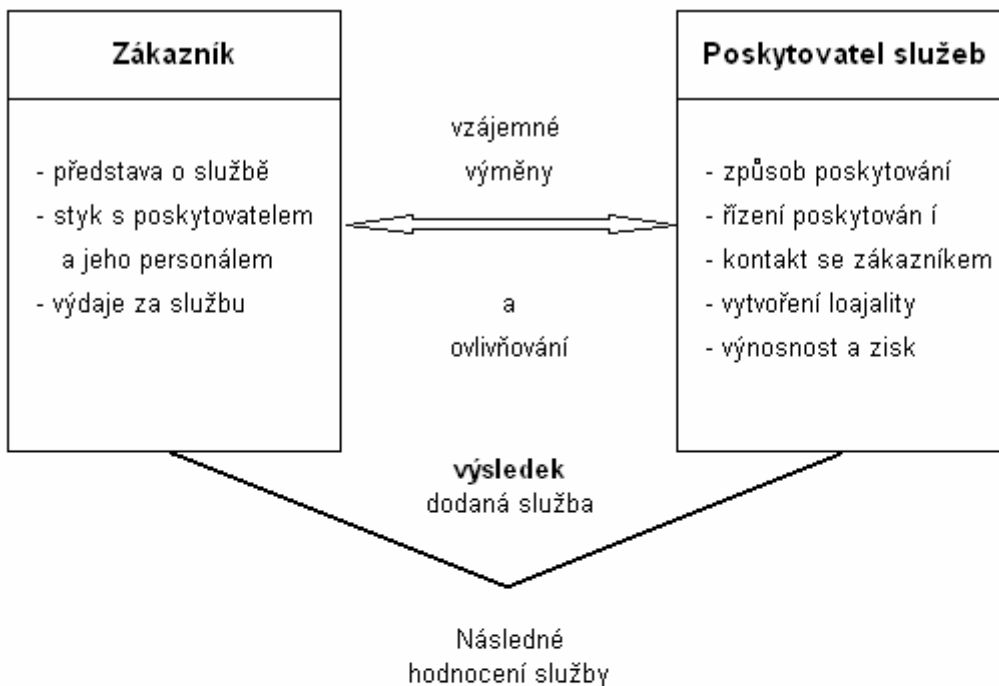 Zákazník
- představa o službě
- styk s poskytovatelem
a jeho personálem
- výdaje za službu
vzájemné
výměny
a
ovlivňování
Poskytovatel služeb
- způsob poskytování
- řízení poskytován í
- kontakt se zákazníkem
- vytvoření loajality
- výnosnost a zisk
výsledek
dodaná služba
Následné
hodnocení služby